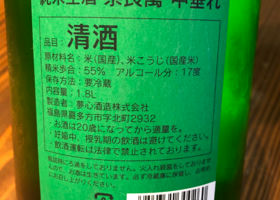 純米生酒 奈良萬 中垂れ
品目：清酒
原材料名：米（国産）、米こうじ（国産米）
精米歩合：55% アルコール分：17度
保存方法：要冷蔵
内容量：1.8L
製造者：夢心酒造株式会社
福島県喜多方市字北町2932
・お酒は20歳になってから適量を。
・妊娠中、授乳期の飲酒は避けてください。
・飲酒運転は法律で禁止されております。